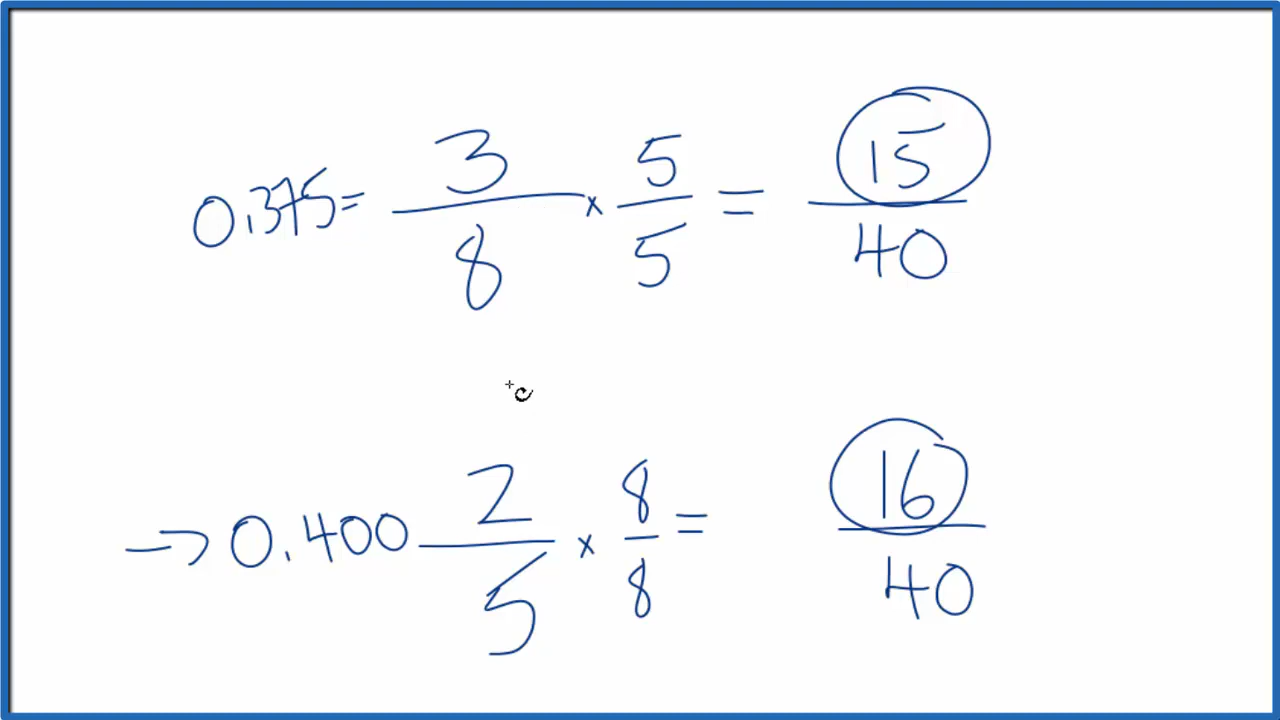 0.375= 3/8 × 5/5 = 15/40
→ 0.400 2/5 × 8/8 = 16/40